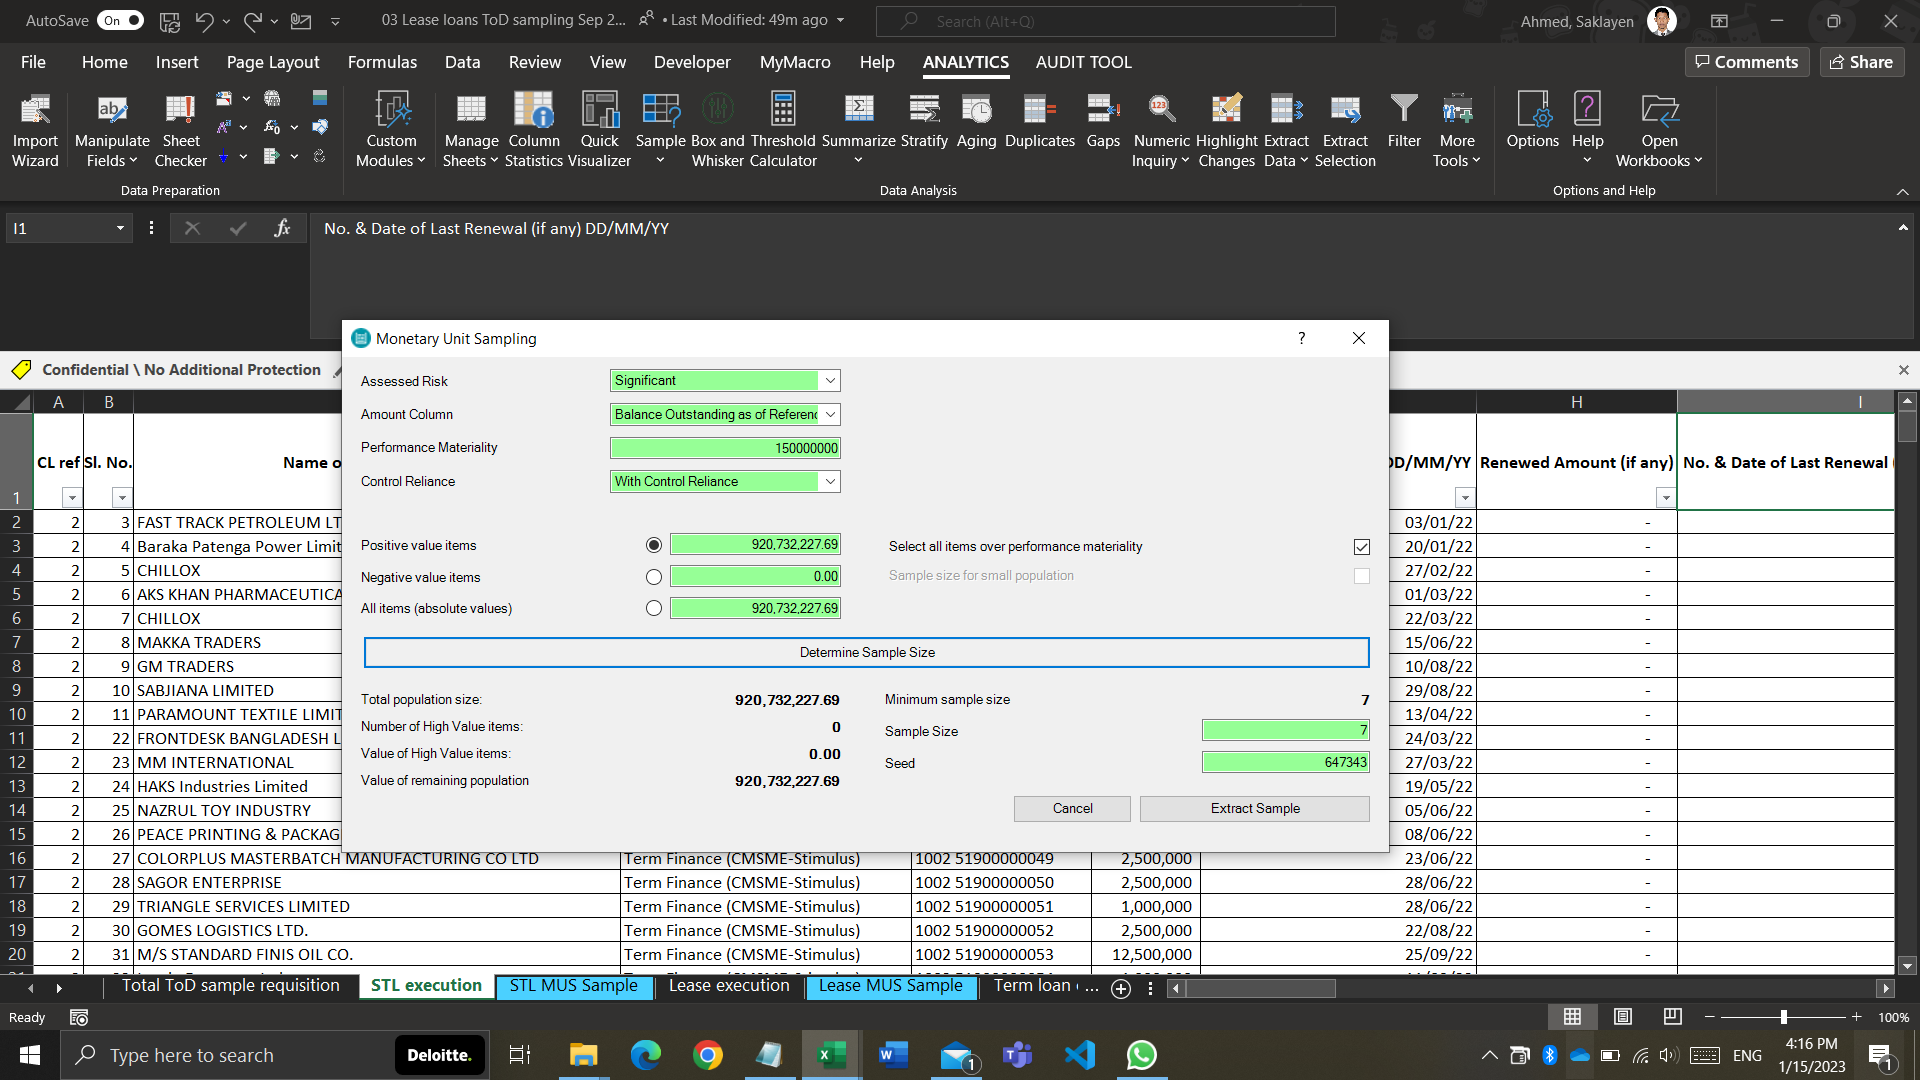 AutoSave On 03 Lease loans ToD sampling Sep 2... • Last Modified: 49m ago Search (Alt+Q) Ahmed, Saklayen
File Home Insert Page Layout Formulas Data Review View Developer MyMacro Help ANALYTICS AUDIT TOOL Comments Share
Import Wizard
Manipulate Fields
Sheet Checker
Custom Modules
Manage Sheets
Column Statistics
Quick Visualizer
Sample
Box and Whisker
Threshold Calculator
Summarize
Stratify
Aging
Duplicates
Gaps
Numeric Inquiry
Highlight Changes
Extract Data
Extract Selection
Filter
More Tools
Options
Help
Open Workbooks
Data Preparation Data Analysis Options and Help
I1 fx No. & Date of Last Renewal (if any) DD/MM/YY
Confidential \ No Additional Protection
Monetary Unit Sampling ?
Assessed Risk Significant
Amount Column Balance Outstanding as of Referen
Performance Materiality 150000000
Control Reliance With Control Reliance
Positive value items 920,732,227.69 Select all items over performance materiality
Negative value items 0.00 Sample size for small population
All items (absolute values) 920,732,227.69
Determine Sample Size
Total population size: 920,732,227.69 Minimum sample size 7
Number of High Value items: 0 Sample Size 7
Value of High Value items: 0.00 Seed 647343
Value of remaining population 920,732,227.69
Cancel Extract Sample
A B H I
1 CL ref Sl. No. Name o DD/MM/YY Renewed Amount (if any) No. & Date of Last Renewal
2 2 3 FAST TRACK PETROLEUM LT 03/01/22 -
3 2 4 Baraka Patenga Power Limit 20/01/22 -
4 2 5 CHILLOX 27/02/22 -
5 2 6 AKS KHAN PHARMACEUTICA 01/03/22 -
6 2 7 CHILLOX 22/03/22 -
7 2 8 MAKKA TRADERS 15/06/22 -
8 2 9 GM TRADERS 10/08/22 -
9 2 10 SABJIANA LIMITED 29/08/22 -
10 2 11 PARAMOUNT TEXTILE LIMIT 13/04/22 -
11 2 22 FRONTDESK BANGLADESH L 24/03/22 -
12 2 23 MM INTERNATIONAL 27/03/22 -
13 2 24 HAKS Industries Limited 19/05/22 -
14 2 25 NAZRUL TOY INDUSTRY 05/06/22 -
15 2 26 PEACE PRINTING & PACKAG 08/06/22 -
16 2 27 COLORPLUS MASTERBATCH MANUFACTURING CO LTD Term Finance (CMSME-Stimulus) 1002 51900000049 2,500,000 23/06/22 -
17 2 28 SAGOR ENTERPRISE Term Finance (CMSME-Stimulus) 1002 51900000050 2,500,000 28/06/22 -
18 2 29 TRIANGLE SERVICES LIMITED Term Finance (CMSME-Stimulus) 1002 51900000051 1,000,000 28/06/22 -
19 2 30 GOMES LOGISTICS LTD. Term Finance (CMSME-Stimulus) 1002 51900000052 2,500,000 22/08/22 -
20 2 31 M/S STANDARD FINIS OIL CO. Term Finance (CMSME-Stimulus) 1002 51900000053 12,500,000 25/09/22 -
Total ToD sample requisition STL execution STL MUS Sample Lease execution Lease MUS Sample Term loan ...
Ready 100%
Type here to search Deloitte. 1 ENG 4:16 PM
1/15/2023 1